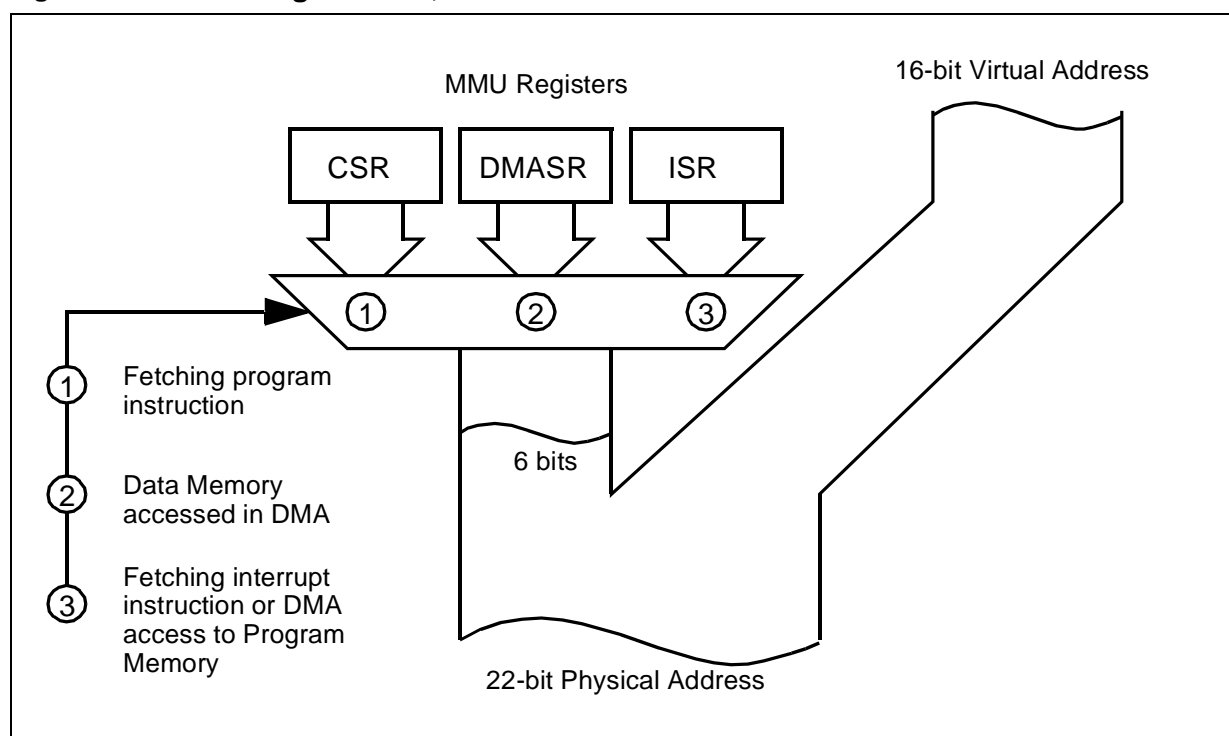 16-bit Virtual Address
MMU Registers
CSR
DMASR
ISR
1
2
3
1
Fetching program
instruction
6 bits
2
Data Memory
accessed in DMA
3
Fetching interrupt
instruction or DMA
access to Program
Memory
22-bit Physical Address